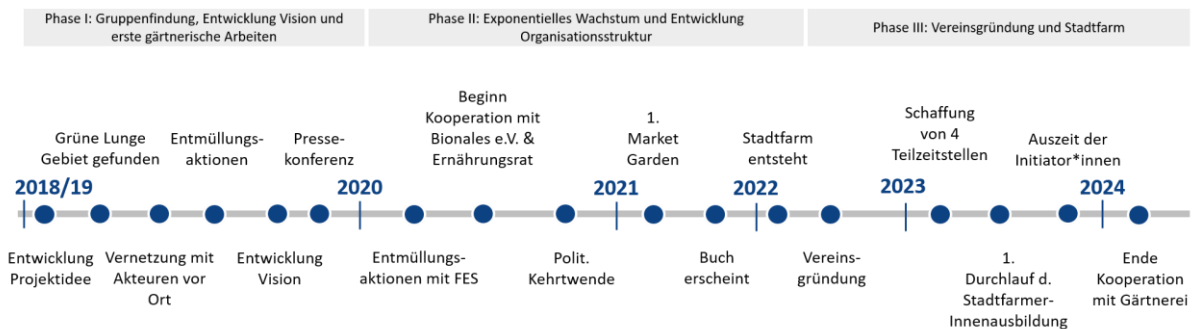 Phase I: Gruppenfindung, Entwicklung Vision und
erste gärtnerische Arbeiten
Phase II: Exponentielles Wachstum und Entwicklung
Organisationsstruktur
Phase III: Vereinsgründung und Stadtfarm
Grüne Lunge
Gebiet gefunden
Entmüllungs-
aktionen
Presse-
konferenz
Beginn
Kooperation mit
Bionales e.V. &
Ernährungsrat
1.
Market
Garden
Stadtfarm
entsteht
Schaffung
von 4
Teilzeitstellen
Auszeit der
Initiator*innen
2018/19
2020
2021
2022
2023
2024
Entwicklung
Projektidee
Vernetzung mit
Akteuren vor
Ort
Entwicklung
Vision
Entmüllungs-
aktionen mit FES
Polit.
Kehrtwende
Buch
erscheint
Vereins-
gründung
1.
Durchlauf d.
Stadtfarmer-
Innenausbildung
Ende
Kooperation
mit Gärtnerei